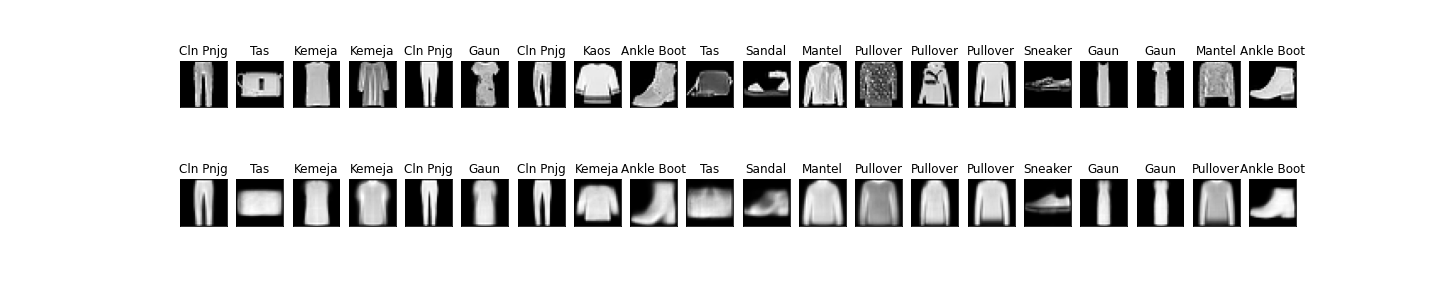 Cln Pnjg Tas Kemeja Kemeja Cln Pnjg Gaun Cln Pnjg Kaos Ankle Boot Tas Sandal Mantel Pullover Pullover Pullover Sneaker Gaun Gaun Mantel Ankle Boot
Cln Pnjg Tas Kemeja Kemeja Cln Pnjg Gaun Cln Pnjg Kemeja Ankle Boot Tas Sandal Mantel Pullover Pullover Pullover Sneaker Gaun Gaun Pullover Ankle Boot